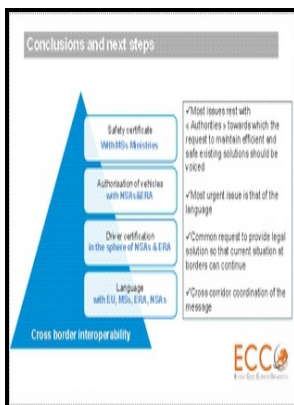 Conclusions and next steps
Safety certificate
With MSs Ministries
Authorisation of vehicles
with NSAs&ERA
Driver certification
in the sphere of NSAs & ERA
Language
with EU, MSs, ERA, NSAs
Cross border interoperability
✓Most issues rest with
« Authorities » towards which the
request to maintain efficient and
safe existing solutions should be
voiced
✓Most urgent issue is that of the
language
✓Common request to provide legal
solution so that current situation at
borders can continue
✓Cross corridor coordination of the
message
ECCO